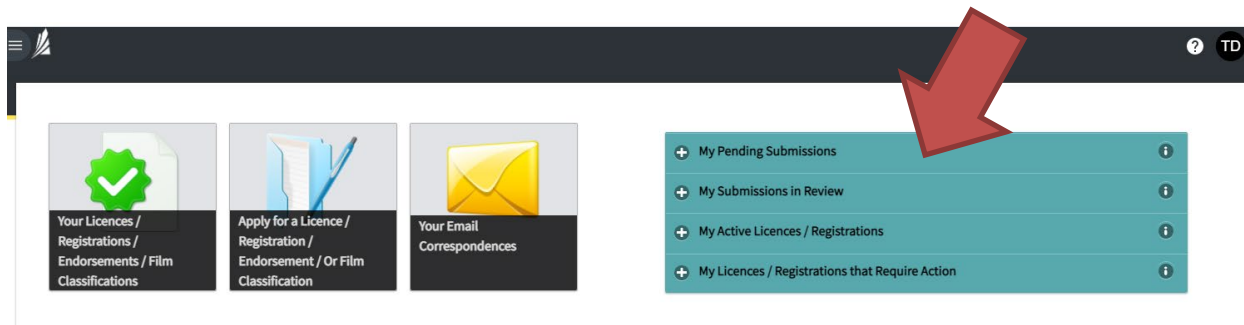 TD
Your Licences /
Registrations /
Endorsements / Film
Classifications
Apply for a Licence /
Registration /
Endorsement / Or Film
Classification
Your Email
Correspondences
My Pending Submissions
My Submissions in Review
My Active Licences / Registrations
My Licences / Registrations that Require Action